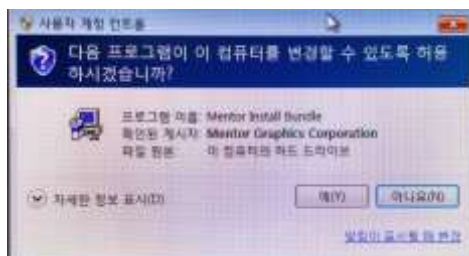 사용자 계정 컨트롤
다음 프로그램이 이 컴퓨터를 변경할 수 있도록 허용
하시겠습니까?
프로그램 이름: Mentor Install Bundle
확인된 게시자: Mentor Graphics Corporation
파일 원본: 이 컴퓨터의 하드 드라이브
자세한 정보 표시(D)
예(Y)
아니요(N)
알림이 표시될 때 변경